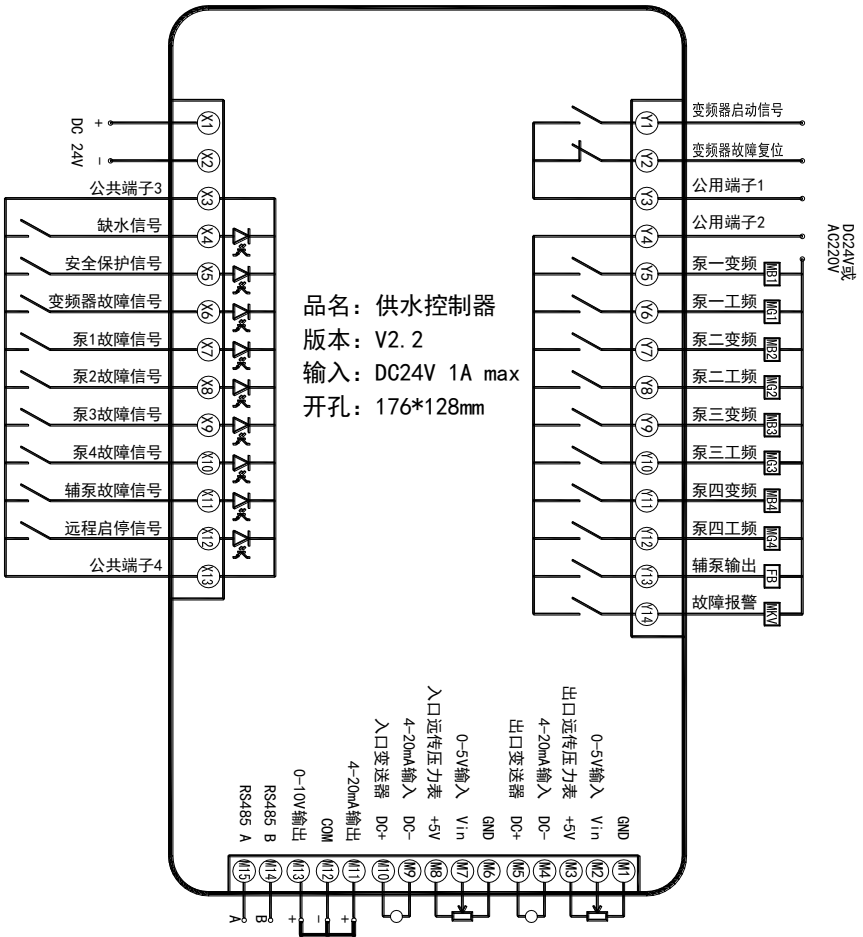 DC 24V
+
-
X1
X2
公共端子3 X3
缺水信号 X4
安全保护信号 X5
变频器故障信号 X6
泵1故障信号 X7
泵2故障信号 X8
泵3故障信号 X9
泵4故障信号 X10
辅泵故障信号 X11
远程启停信号 X12
公共端子4 X13
品名：供水控制器
版本：V2.2
输入：DC24V 1A max
开孔：176*128mm
Y1 变频器启动信号
Y2 变频器故障复位
Y3 公用端子1
Y4 公用端子2
DC24V或
AC220V
Y5 泵一变频 MB1
Y6 泵一工频 MG1
Y7 泵二变频 MB2
Y8 泵二工频 MG2
Y9 泵三变频 MB3
Y10 泵三工频 MG3
Y11 泵四变频 MB4
Y12 泵四工频 MG4
Y13 辅泵输出 FB
Y14 故障报警 MKV
RS485 A
RS485 B
0-10V输出
COM
4-20mA输出
入口变送器 DC+
4-20mA输入 DC-
入口远传压力表 +5V
0-5V输入 Vin
GND
出口变送器 DC+
4-20mA输入 DC-
出口远传压力表 +5V
0-5V输入 Vin
GND
M15 M14 M13 M12 M11 M10 M9 M8 M7 M6 M5 M4 M3 M2 M1
A B + - +